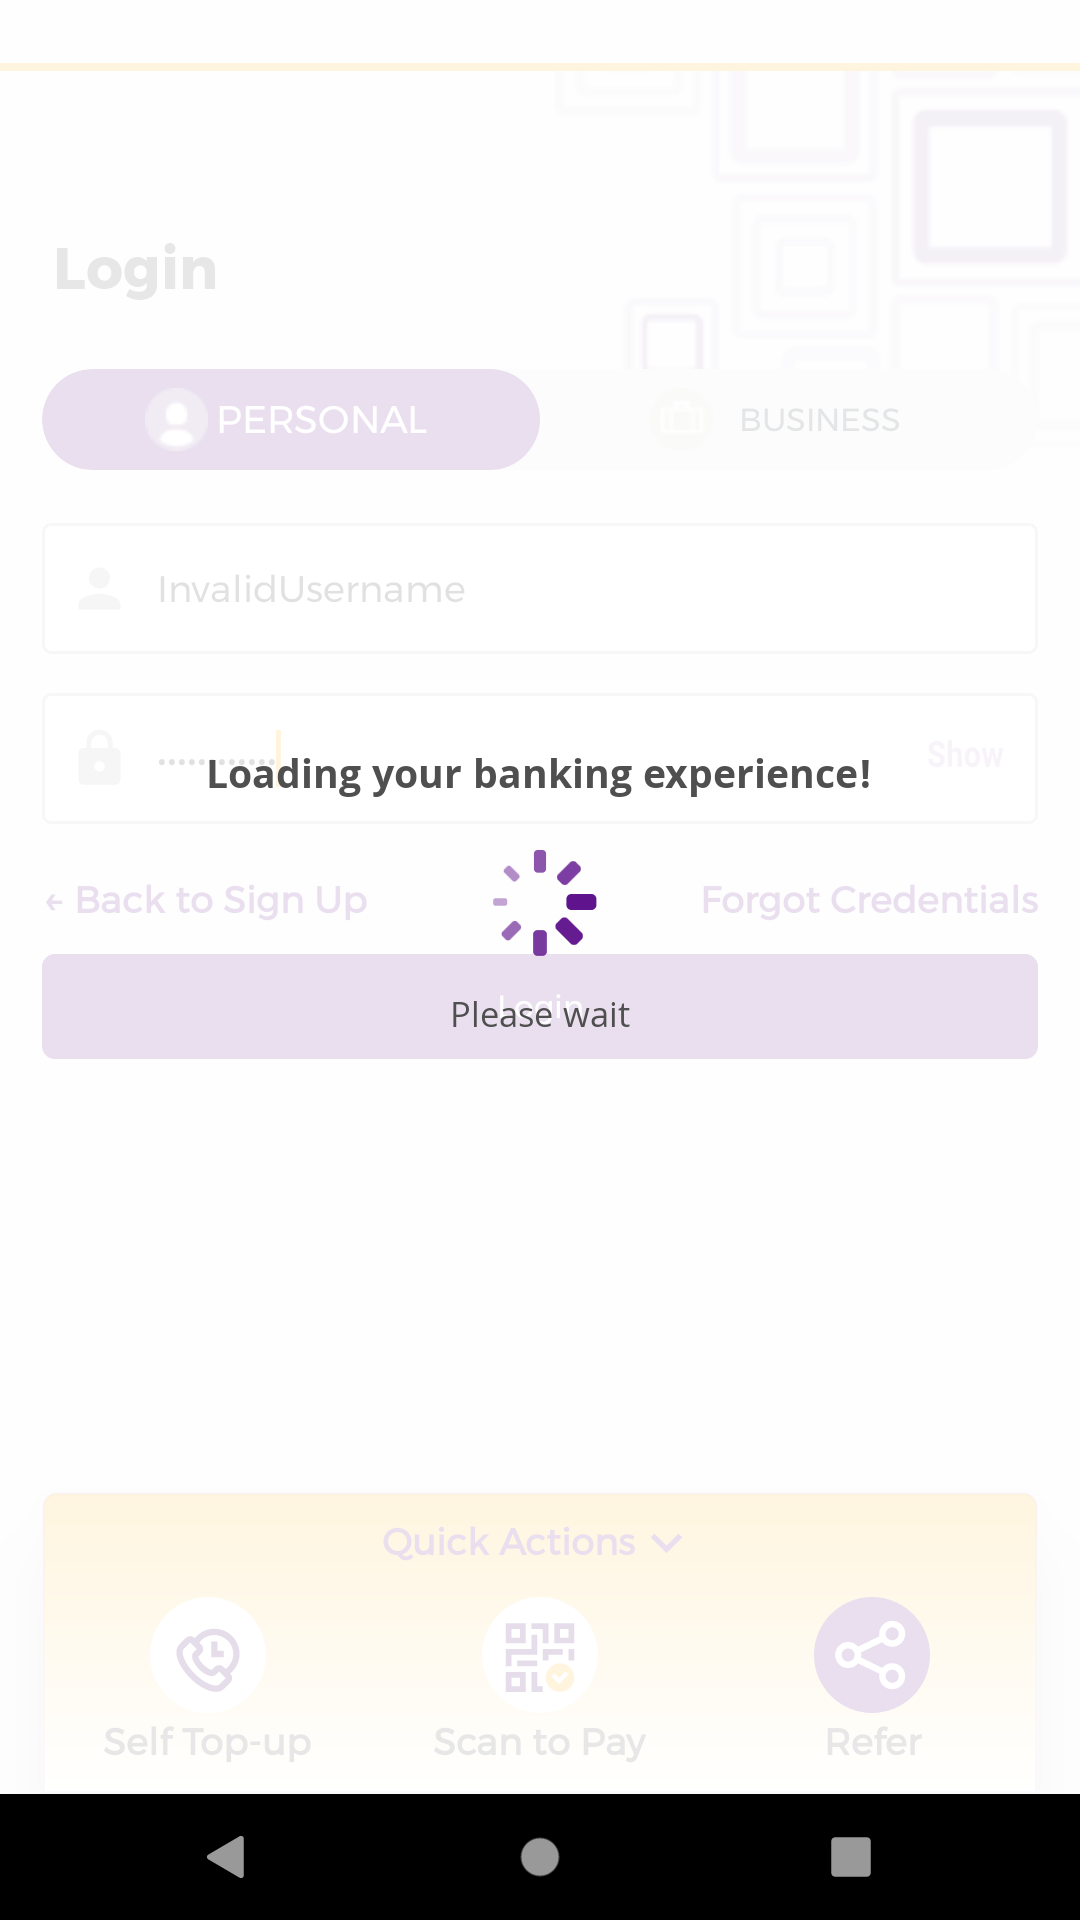 Login
PERSONAL
BUSINESS
InvalidUsername
••••••••••••
Show
Loading your banking experience!
← Back to Sign Up
Forgot Credentials
Login
Please wait
Quick Actions
Self Top-up
Scan to Pay
Refer